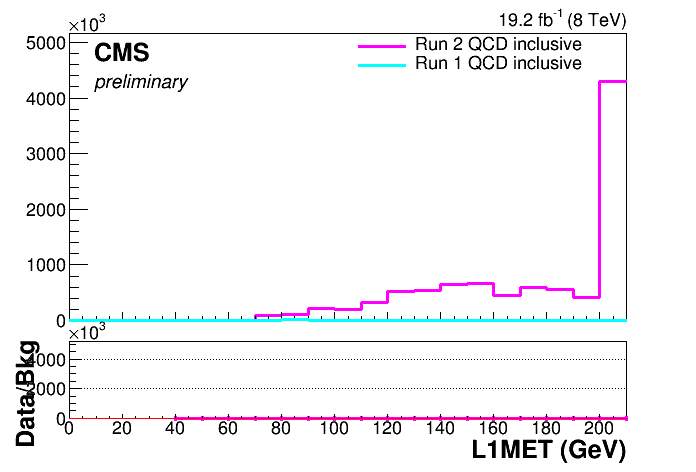 ×10³
19.2 fb⁻¹ (8 TeV)
5000
CMS
Run 2 QCD inclusive
Run 1 QCD inclusive
preliminary
4000
3000
2000
1000
0
×10³
Data/Bkg
4000
2000
0
0 20 40 60 80 100 120 140 160 180 200
L1MET (GeV)